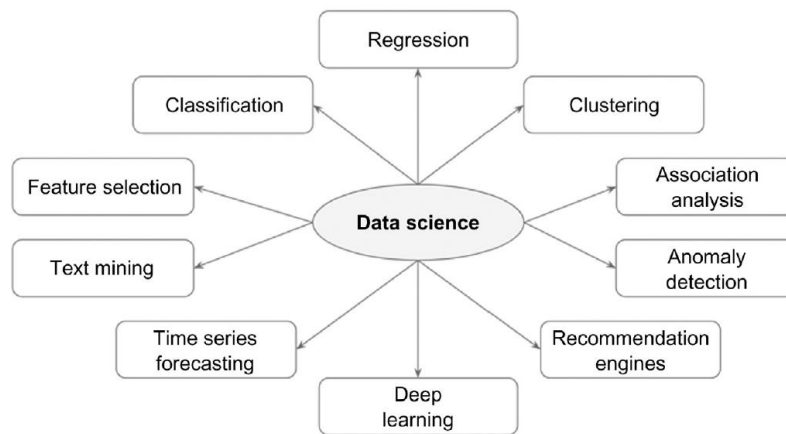 Regression
Classification
Clustering
Feature selection
Association
analysis
Data science
Text mining
Anomaly
detection
Time series
forecasting
Recommendation
engines
Deep
learning